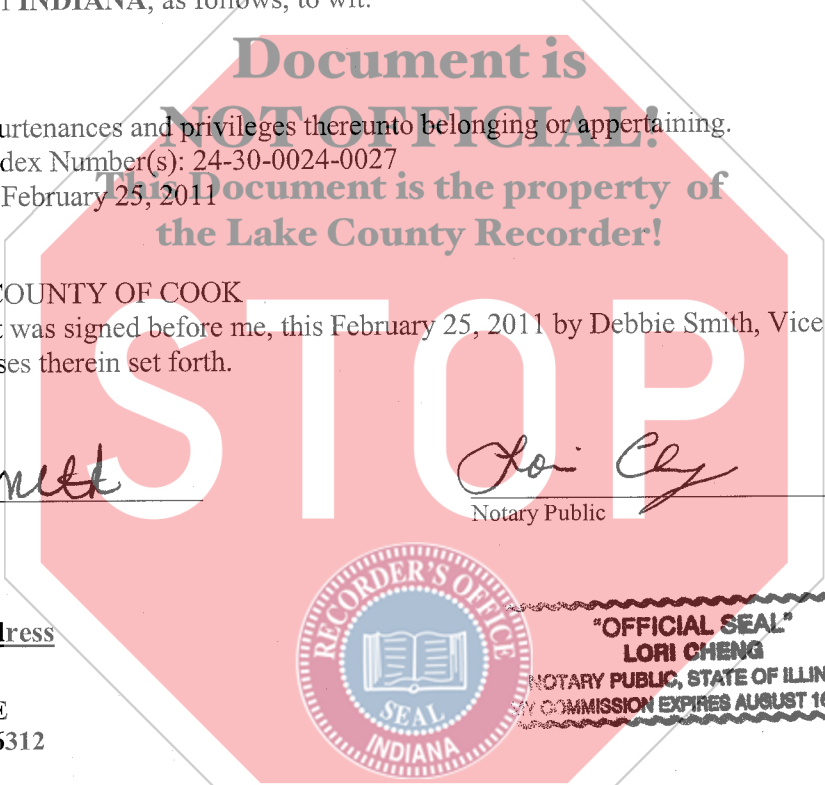 INDIANA, as follows, to wit:
Document is
NOT OFFICIAL!
urtenances and privileges thereunto belonging or appertaining.
dex Number(s): 24-30-0024-0027
This Document is the property of
February 25, 2011
the Lake County Recorder!
COUNTY OF COOK
t was signed before me, this February 25, 2011 by Debbie Smith, Vice
ses therein set forth.
STOP
Notary Public
RECORDER'S OFFICE
SEAL
INDIANA
"OFFICIAL SEAL"
LORI CHENG
NOTARY PUBLIC, STATE OF ILLIN
MY COMMISSION EXPIRES AUGUST 16
dress
E
6312